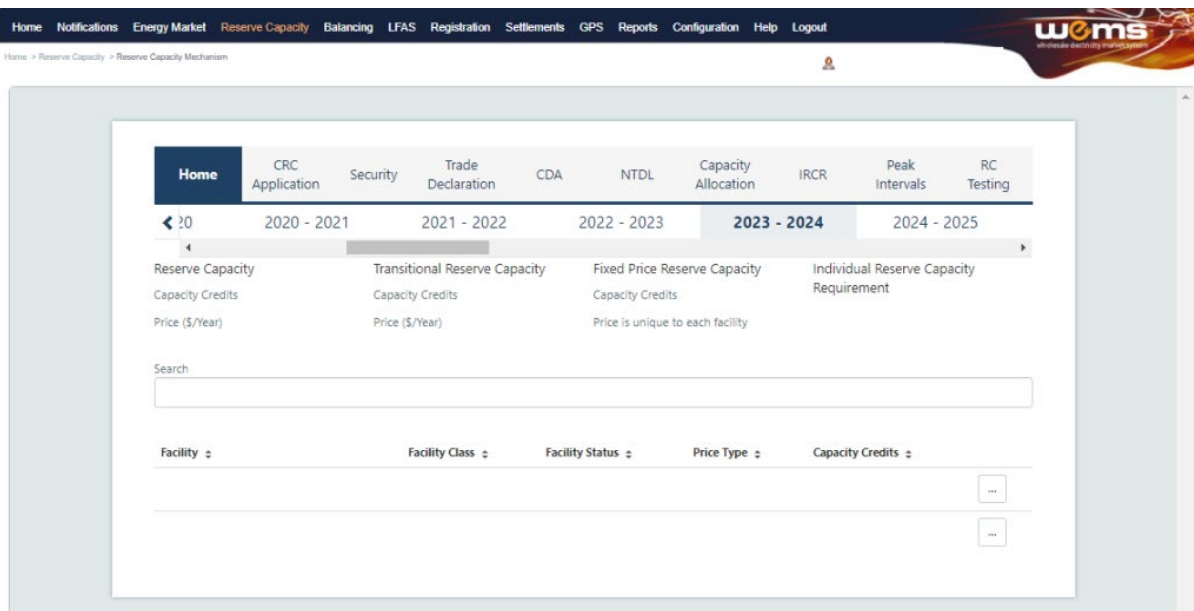 Home Notifications Energy Market Reserve Capacity Balancing LFAS Registration Settlements GPS Reports Configuration Help Logout
wems
wholesale electricity market system
Home > Reserve Capacity > Reserve Capacity Mechanism
Home CRC Application Security Trade Declaration CDA NTDL Capacity Allocation IRCR Peak Intervals RC Testing
20 2020 - 2021 2021 - 2022 2022 - 2023 2023 - 2024 2024 - 2025
Reserve Capacity Transitional Reserve Capacity Fixed Price Reserve Capacity Individual Reserve Capacity Requirement
Capacity Credits Capacity Credits Capacity Credits
Price ($/Year) Price ($/Year) Price is unique to each facility
Search
Facility Facility Class Facility Status Price Type Capacity Credits
...
...